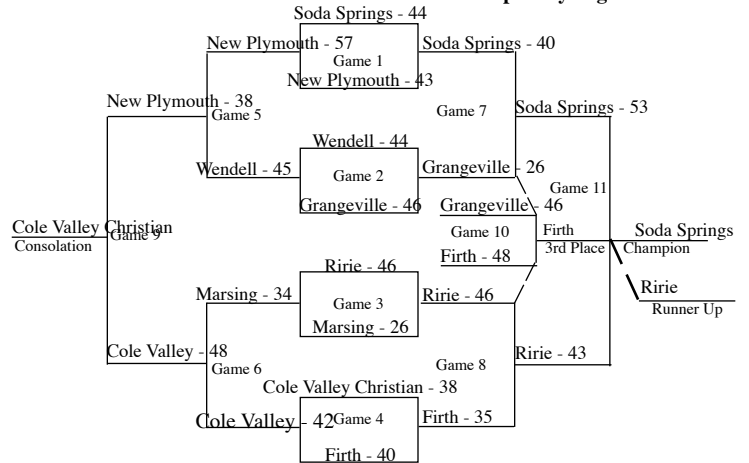 Soda Springs - 44
New Plymouth - 57
Soda Springs - 40
Game 1
New Plymouth - 43
New Plymouth - 38
Game 5
Game 7
Soda Springs - 53
Wendell - 44
Wendell - 45
Game 2
Grangeville - 26
Game 11
Grangeville - 46
Grangeville - 46
Cole Valley Christian
Game 9
Consolation
Game 10
Firth
Soda Springs
3rd Place
Champion
Firth - 48
Ririe - 46
Ririe
Marsing - 34
Game 3
Ririe - 46
Runner Up
Marsing - 26
Cole Valley - 48
Game 6
Game 8
Ririe - 43
Cole Valley Christian - 38
Cole Valley - 42
Game 4
Firth - 35
Firth - 40